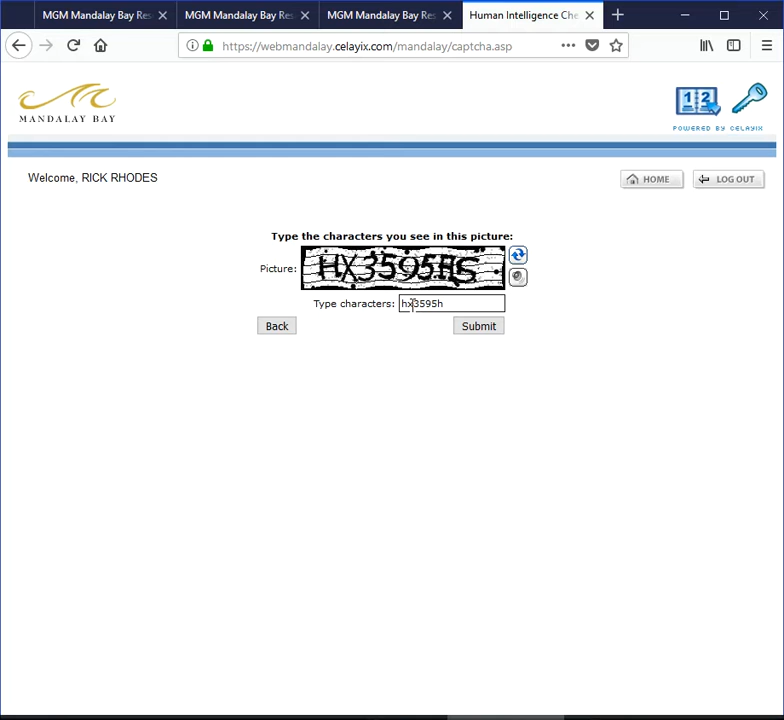 MGM Mandalay Bay Res
MGM Mandalay Bay Res
MGM Mandalay Bay Res
Human Intelligence Che
https://webmandalay.celayix.com/mandalay/captcha.asp
MANDALAY BAY
1 2
POWERED BY CELAYIX
Welcome, RICK RHODES
HOME
LOG OUT
Type the characters you see in this picture:
Picture:
Type characters: hx3595h
Back
Submit